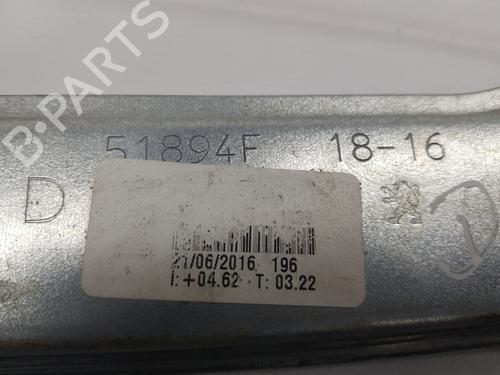 B-PARTS
51894F 18-16
D
21/06/2016 196
I:+04.62 T: 03.22